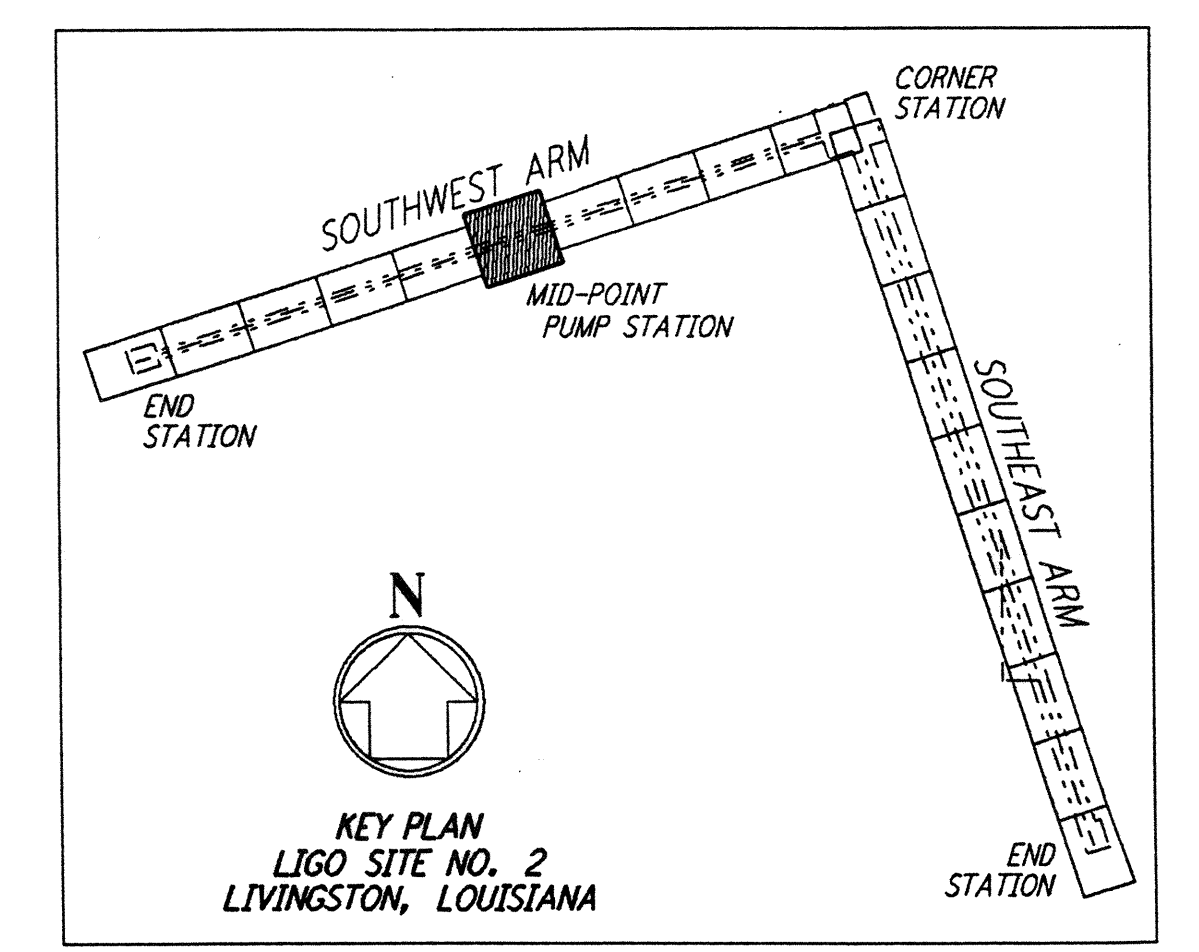 CORNER
STATION
SOUTHWEST ARM
MID-POINT
PUMP STATION
END
STATION
SOUTHEAST ARM
N
KEY PLAN
LIGO SITE NO. 2
LIVINGSTON, LOUISIANA
END
STATION